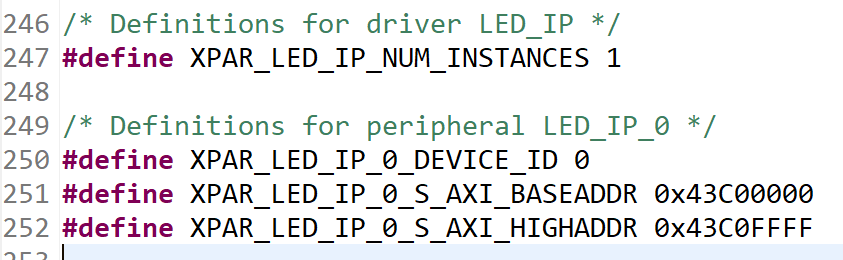 246 /* Definitions for driver LED_IP */
247 #define XPAR_LED_IP_NUM_INSTANCES 1
248
249 /* Definitions for peripheral LED_IP_0 */
250 #define XPAR_LED_IP_0_DEVICE_ID 0
251 #define XPAR_LED_IP_0_S_AXI_BASEADDR 0x43C00000
252 #define XPAR_LED_IP_0_S_AXI_HIGHADDR 0x43C0FFFF
253